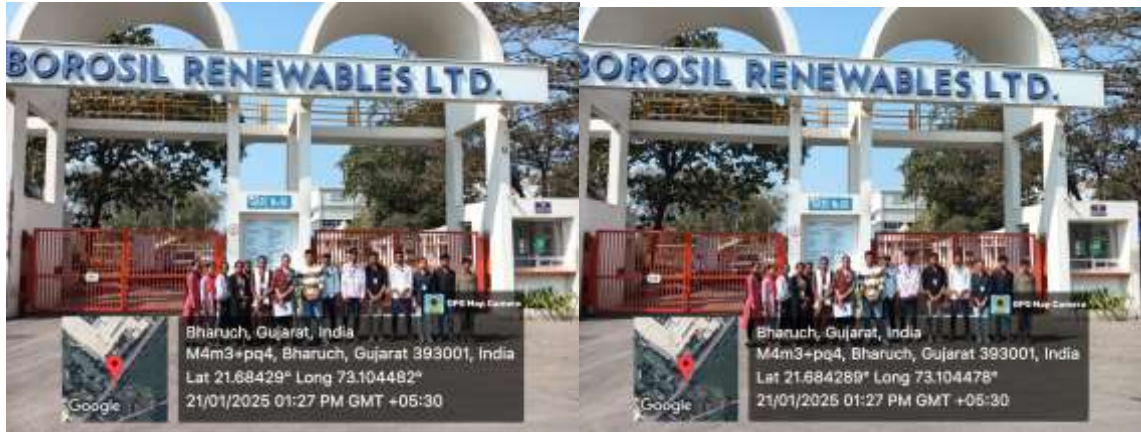 BOROSIL RENEWABLES LTD.
GPS Map Camera
Bharuch, Gujarat, India
M4m3+pq4, Bharuch, Gujarat 393001, India
Lat 21.68429° Long 73.104482°
21/01/2025 01:27 PM GMT +05:30
Google
BOROSIL RENEWABLES LTD.
GPS Map Camera
Bharuch, Gujarat, India
M4m3+pq4, Bharuch, Gujarat 393001, India
Lat 21.684289° Long 73.104478°
21/01/2025 01:27 PM GMT +05:30
Google